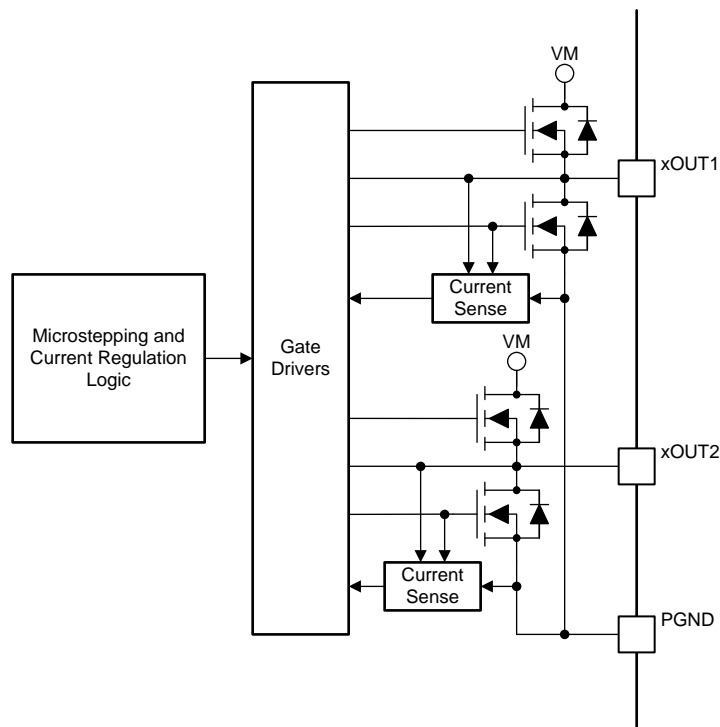 VM
xOUT1
Current
Sense
Microstepping and
Current Regulation
Logic
Gate
Drivers
VM
xOUT2
Current
Sense
PGND